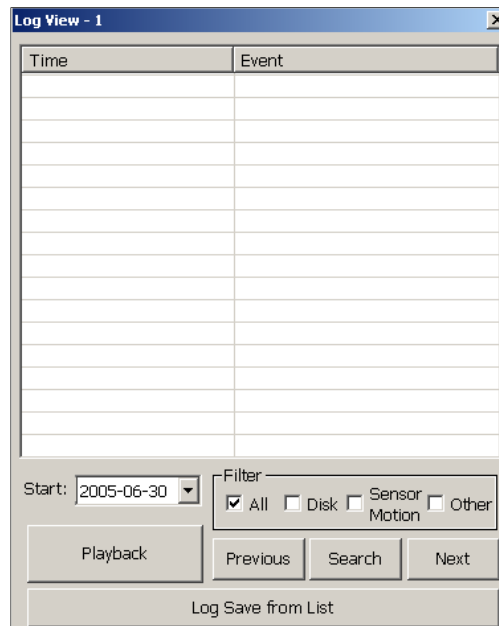 Log View - 1
Time Event
Filter
Start: 2005-06-30 All Disk Sensor Motion Other
Playback Previous Search Next
Log Save from List